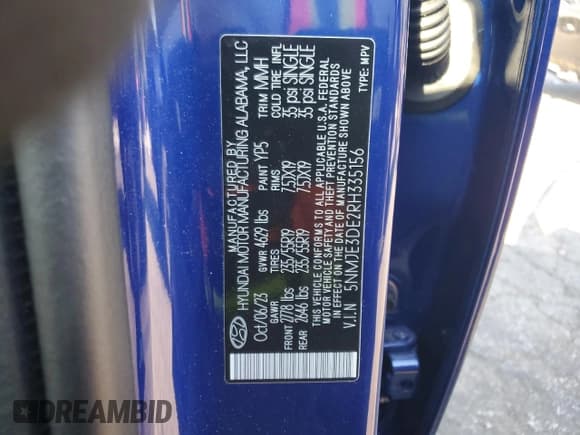 MANUFACTURED BY
HYUNDAI MOTOR MANUFACTURING ALABAMA, LLC
Oct/06/23 GVWR 4629 lbs PAINT YP5 TRIM MMH
GAWR TIRES RIMS COLD TIRE INFL
FRONT 2778 lbs 235/55R19 7.5JX19 35 psi SINGLE
REAR 2646 lbs 235/55R19 7.5JX19 35 psi SINGLE
THIS VEHICLE CONFORMS TO ALL APPLICABLE U.S.A. FEDERAL
MOTOR VEHICLE SAFETY AND THEFT PREVENTION STANDARDS
IN EFFECT ON THE DATE OF MANUFACTURE SHOWN ABOVE
V.I.N 5NMJE3DE2RH335156 TYPE: MPV
DREAMBID